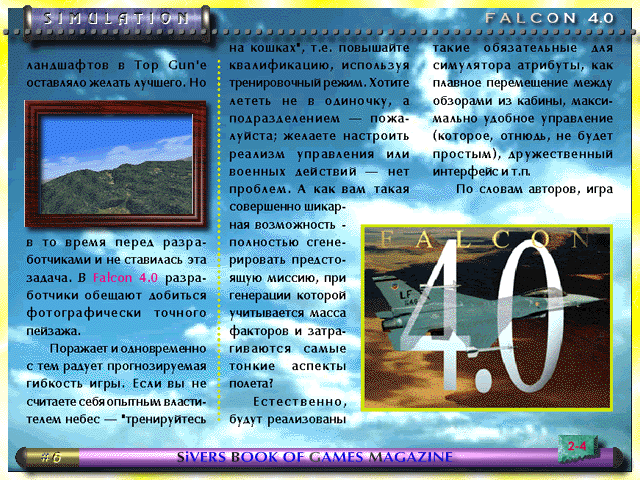 SIMULATION
FALCON 4.0
ландшафтов в Top Gun'е
оставляло желать лучшего. Но
в то время перед разра-
ботчиками и не ставилась эта
задача. В Falcon 4.0 разра-
ботчики обещают добиться
фотографически точного
пейзажа.
Поражает и одновременно
с тем радует прогнозируемая
гибкость игры. Если вы не
считаете себя опытным власти-
телем небес — "тренируйтесь
на кошках", т.е. повышайте
квалификацию, используя
тренировочный режим. Хотите
лететь не в одиночку, а
подразделением — пожа-
луйста; желаете настроить
реализм управления или
военных действий — нет
проблем. А как вам такая
совершенно шикар-
ная возможность -
полностью сгене-
рировать предсто-
ящую миссию, при
генерации которой
учитывается масса
факторов и затра-
гиваются самые
тонкие аспекты
полета?
Естественно,
будут реализованы
такие обязательные для
симулятора атрибуты, как
плавное перемещение между
обзорами из кабины, макси-
мально удобное управление
(которое, отнюдь, не будет
простым), дружественный
интерфейс и т.п.
По словам авторов, игра
FALCON
4.0
LF
#6
SiVERS BOOK OF GAMES MAGAZINE
2-4